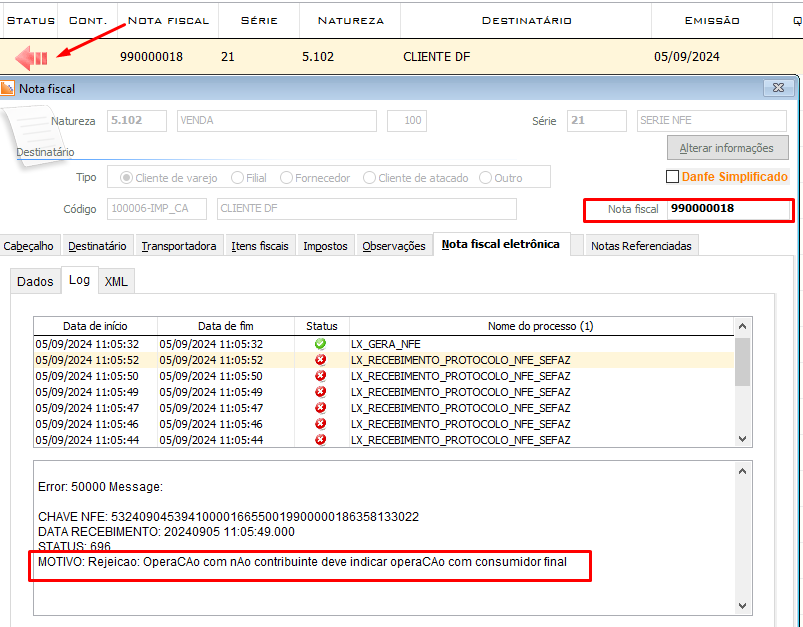 STATUS CONT. NOTA FISCAL SÉRIE NATUREZA DESTINATÁRIO EMISSÃO Q
990000018 21 5.102 CLIENTE DF 05/09/2024
Nota fiscal
Natureza 5.102 VENDA 100 Série 21 SERIE NFE
Alterar informações
Destinatário
Tipo Cliente de varejo Filial Fornecedor Cliente de atacado Outro Danfe Simplificado
Código 100006-IMP_CA CLIENTE DF Nota fiscal 990000018
Cabeçalho Destinatário Transportadora Itens fiscais Impostos Observações Nota fiscal eletrônica Notas Referenciadas
Dados Log XML
Data de início Data de fim Status Nome do processo (1)
05/09/2024 11:05:32 05/09/2024 11:05:32 LX_GERA_NFE
05/09/2024 11:05:52 05/09/2024 11:05:52 LX_RECEBIMENTO_PROTOCOLO_NFE_SEFAZ
05/09/2024 11:05:50 05/09/2024 11:05:50 LX_RECEBIMENTO_PROTOCOLO_NFE_SEFAZ
05/09/2024 11:05:49 05/09/2024 11:05:49 LX_RECEBIMENTO_PROTOCOLO_NFE_SEFAZ
05/09/2024 11:05:47 05/09/2024 11:05:47 LX_RECEBIMENTO_PROTOCOLO_NFE_SEFAZ
05/09/2024 11:05:46 05/09/2024 11:05:46 LX_RECEBIMENTO_PROTOCOLO_NFE_SEFAZ
05/09/2024 11:05:44 05/09/2024 11:05:44 LX_RECEBIMENTO_PROTOCOLO_NFE_SEFAZ
Error: 50000 Message:
CHAVE NFE: 53240904539410000166550019900000186358133022
DATA RECEBIMENTO: 20240905 11:05:49.000
STATUS: 696
MOTIVO: Rejeicao: OperaCAo com nAo contribuinte deve indicar operaCAo com consumidor final